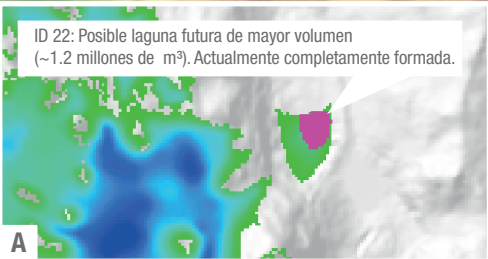 ID 22: Posible laguna futura de mayor volumen
(~1.2 millones de m³). Actualmente completamente formada.
A